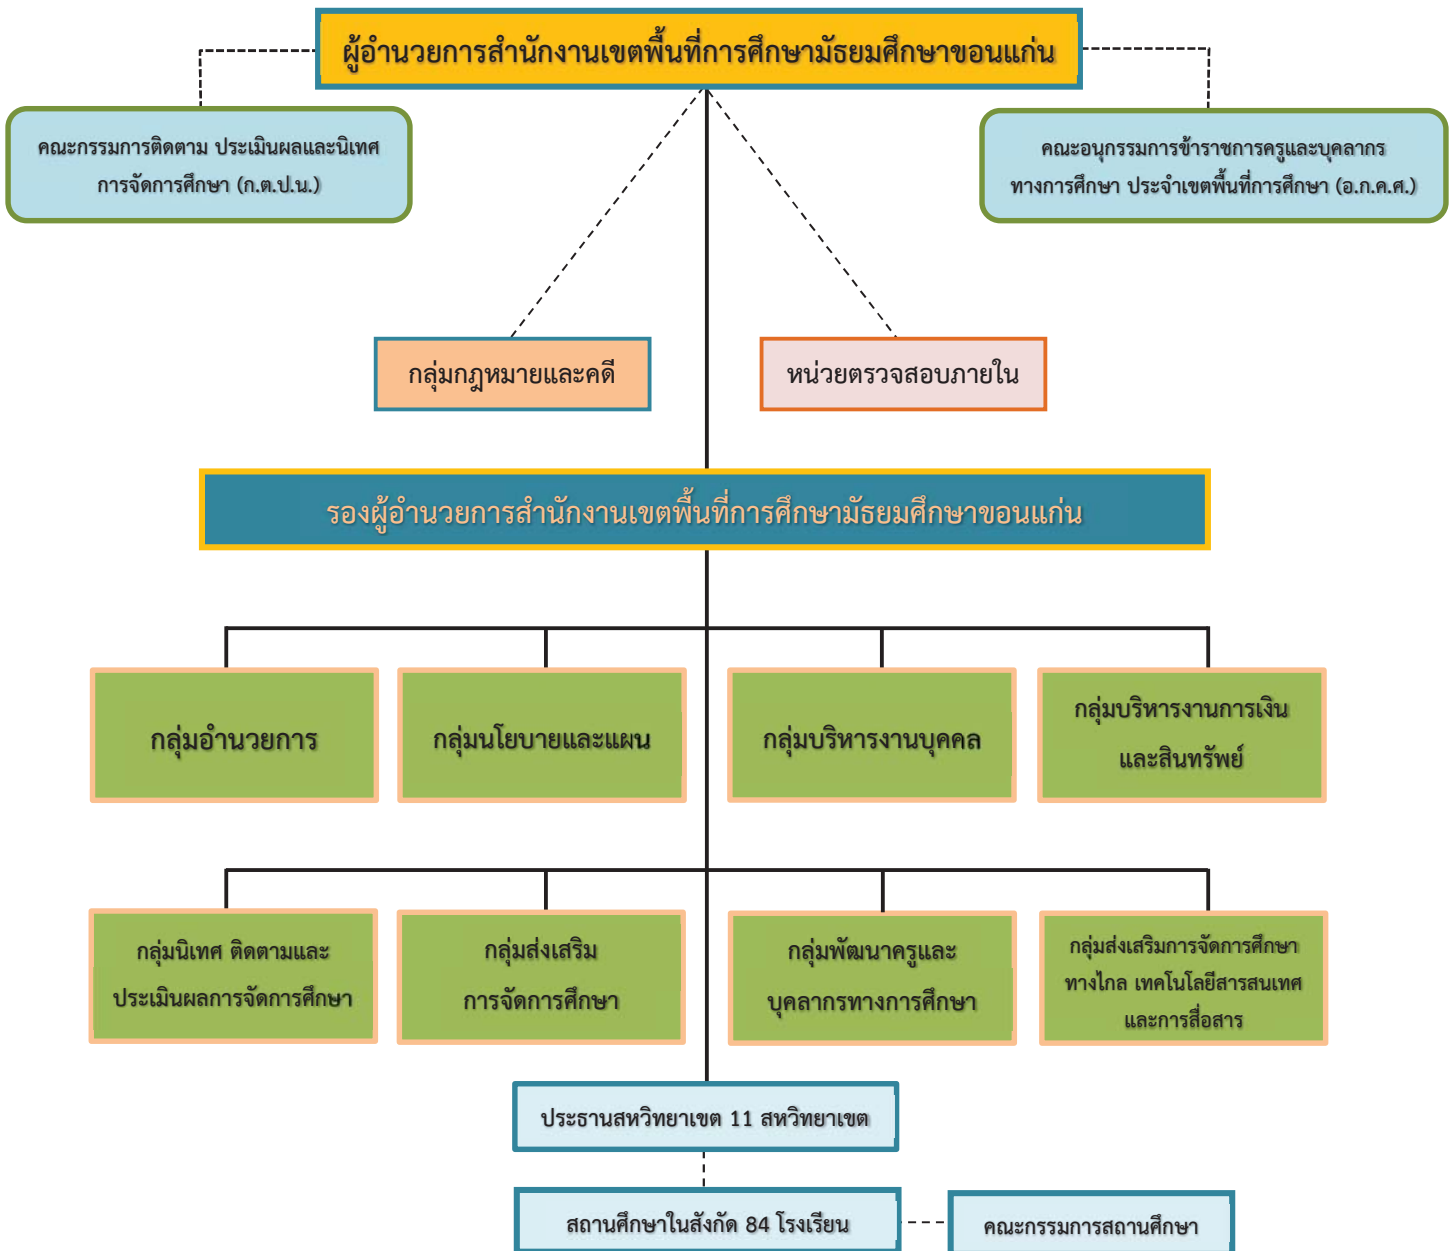 ผู้อำนวยการสำนักงานเขตพื้นที่การศึกษามัธยมศึกษาขอนแก่น
คณะกรรมการติดตาม ประเมินผลและนิเทศ
การจัดการศึกษา (ก.ต.ป.น.)
คณะอนุกรรมการข้าราชการครูและบุคลากร
ทางการศึกษา ประจำเขตพื้นที่การศึกษา (อ.ก.ค.ศ.)
กลุ่มกฎหมายและคดี
หน่วยตรวจสอบภายใน
รองผู้อำนวยการสำนักงานเขตพื้นที่การศึกษามัธยมศึกษาขอนแก่น
กลุ่มอำนวยการ
กลุ่มนโยบายและแผน
กลุ่มบริหารงานบุคคล
กลุ่มบริหารงานการเงิน
และสินทรัพย์
กลุ่มนิเทศ ติดตามและ
ประเมินผลการจัดการศึกษา
กลุ่มส่งเสริม
การจัดการศึกษา
กลุ่มพัฒนาครูและ
บุคลากรทางการศึกษา
กลุ่มส่งเสริมการจัดการศึกษา
ทางไกล เทคโนโลยีสารสนเทศ
และการสื่อสาร
ประธานสหวิทยาเขต 11 สหวิทยาเขต
สถานศึกษาในสังกัด 84 โรงเรียน
คณะกรรมการสถานศึกษา